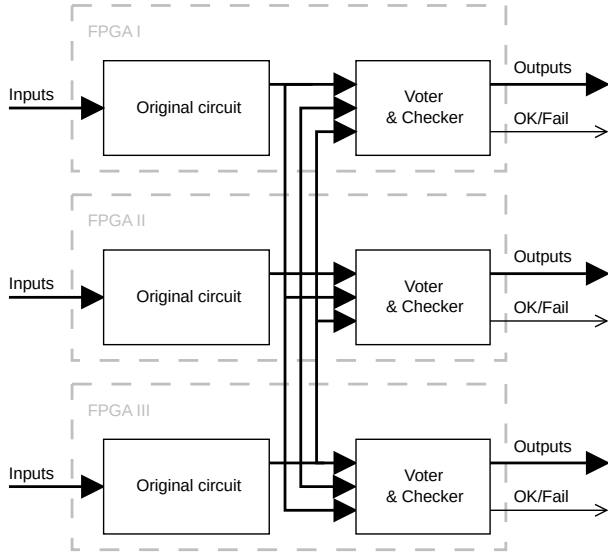 FPGA I
Inputs
Original circuit
Voter
& Checker
Outputs
OK/Fail
FPGA II
Inputs
Original circuit
Voter
& Checker
Outputs
OK/Fail
FPGA III
Inputs
Original circuit
Voter
& Checker
Outputs
OK/Fail